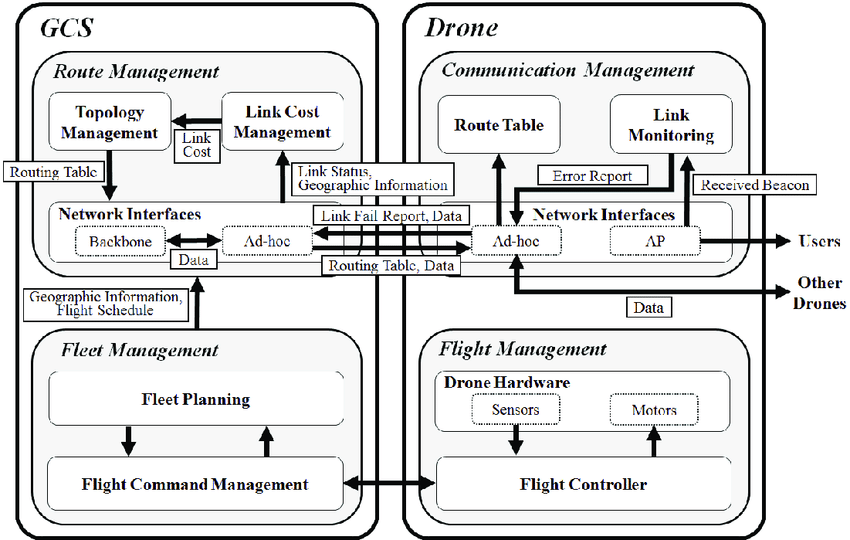 GCS
Route Management
Topology
Management
Link Cost
Management
Link
Cost
Routing Table
Link Status,
Geographic Information
Network Interfaces
Backbone
Ad-hoc
Data
Link Fail Report, Data
Routing Table, Data
Geographic Information,
Flight Schedule
Fleet Management
Fleet Planning
Flight Command Management
Drone
Communication Management
Route Table
Link
Monitoring
Error Report
Received Beacon
Network Interfaces
Ad-hoc
AP
Users
Other
Drones
Data
Flight Management
Drone Hardware
Sensors
Motors
Flight Controller